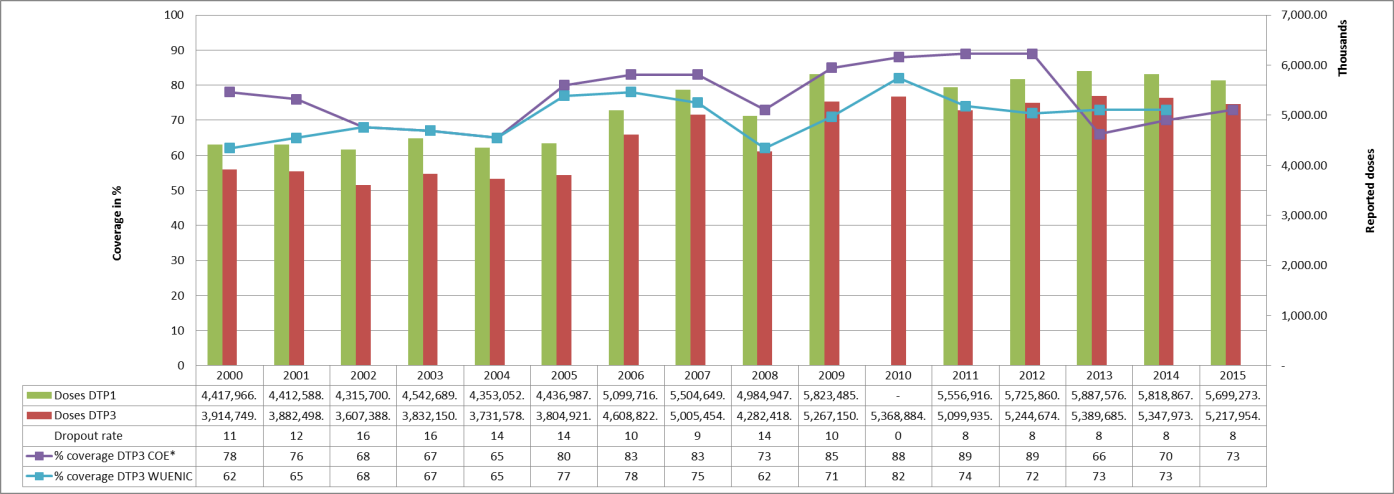 100
90
80
70
60
50
40
30
20
10
0
Coverage in %
7,000.00
6,000.00
5,000.00
4,000.00
3,000.00
2,000.00
1,000.00
-
Thousands
Reported doses
2000 2001 2002 2003 2004 2005 2006 2007 2008 2009 2010 2011 2012 2013 2014 2015
Doses DTP1 4,417,966. 4,412,588. 4,315,700. 4,542,689. 4,353,052. 4,436,987. 5,099,716. 5,504,649. 4,984,947. 5,823,485. - 5,556,916. 5,725,860. 5,887,576. 5,818,867. 5,699,273.
Doses DTP3 3,914,749. 3,882,498. 3,607,388. 3,832,150. 3,731,578. 3,804,921. 4,608,822. 5,005,454. 4,282,418. 5,267,150. 5,368,884. 5,099,935. 5,244,674. 5,389,685. 5,347,973. 5,217,954.
Dropout rate 11 12 16 16 14 14 10 9 14 10 0 8 8 8 8 8
% coverage DTP3 COE* 78 76 68 67 65 80 83 83 73 85 88 89 89 66 70 73
% coverage DTP3 WUENIC 62 65 68 67 65 77 78 75 62 71 82 74 72 73 73